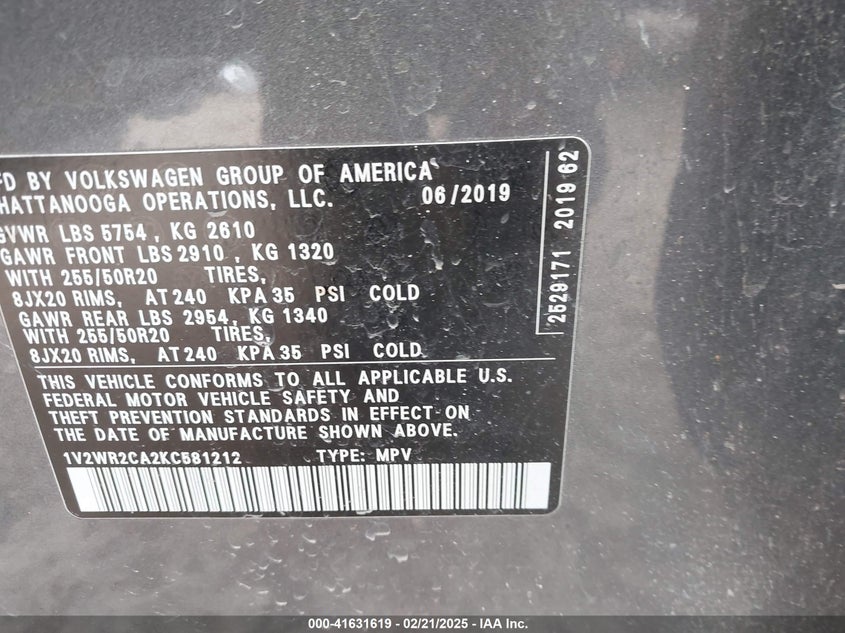 FD BY VOLKSWAGEN GROUP OF AMERICA
HATTANOOGA OPERATIONS, LLC. 06/2019
GVWR LBS 5754, KG 2610
GAWR FRONT LBS 2910, KG 1320
WITH 255/50R20 TIRES,
8JX20 RIMS, AT 240 KPA 35 PSI COLD
GAWR REAR LBS 2954, KG 1340
WITH 255/50R20 TIRES,
8JX20 RIMS, AT 240 KPA 35 PSI COLD
THIS VEHICLE CONFORMS TO ALL APPLICABLE U.S.
FEDERAL MOTOR VEHICLE SAFETY AND
THEFT PREVENTION STANDARDS IN EFFECT ON
THE DATE OF MANUFACTURE SHOWN ABOVE.
1V2WR2CA2KC581212 TYPE: MPV
2529171 2019 62
000-41631619 - 02/21/2025 - IAA Inc.